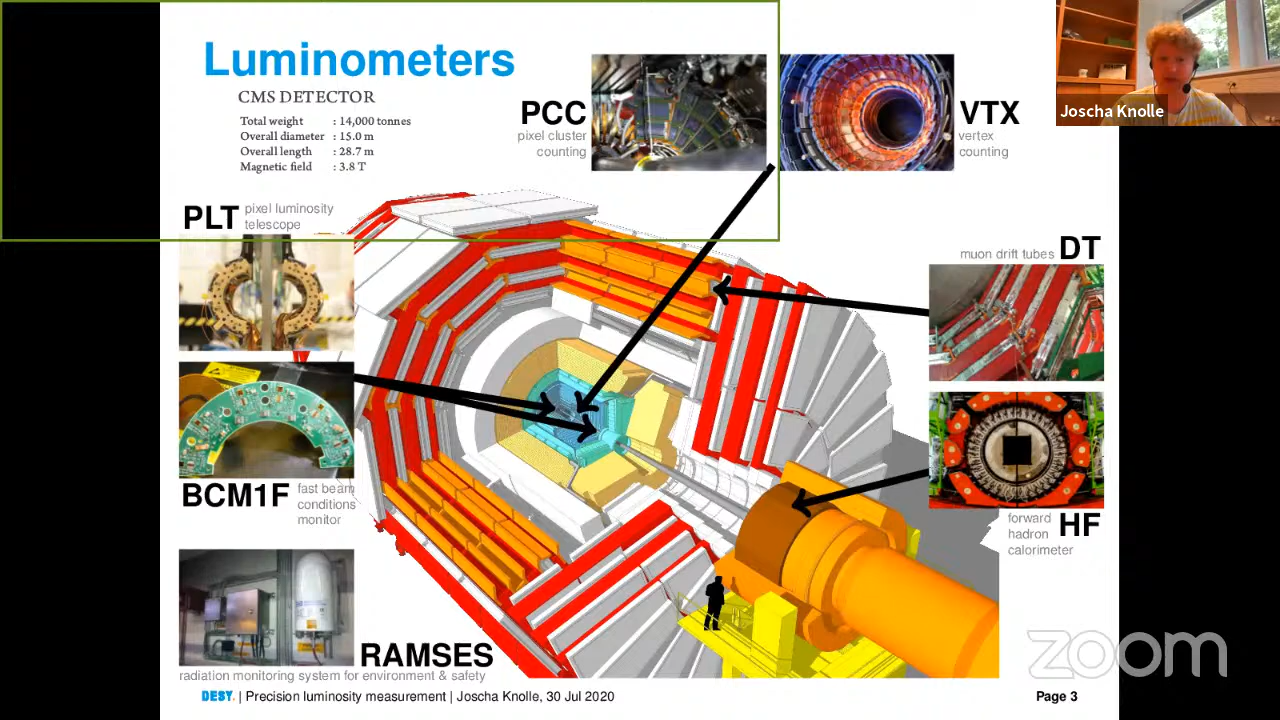 Luminometers
CMS DETECTOR
Total weight : 14,000 tonnes
Overall diameter : 15.0 m
Overall length : 28.7 m
Magnetic field : 3.8 T
PCC
pixel cluster
counting
VTX
vertex
counting
Joscha Knolle
PLT
pixel luminosity
telescope
muon drift tubes DT
BCM1F
fast beam
conditions
monitor
HF
forward
hadron
calorimeter
RAMSES
radiation monitoring system for environment & safety
DESY. | Precision luminosity measurement | Joscha Knolle, 30 Jul 2020
Page 3
zoom